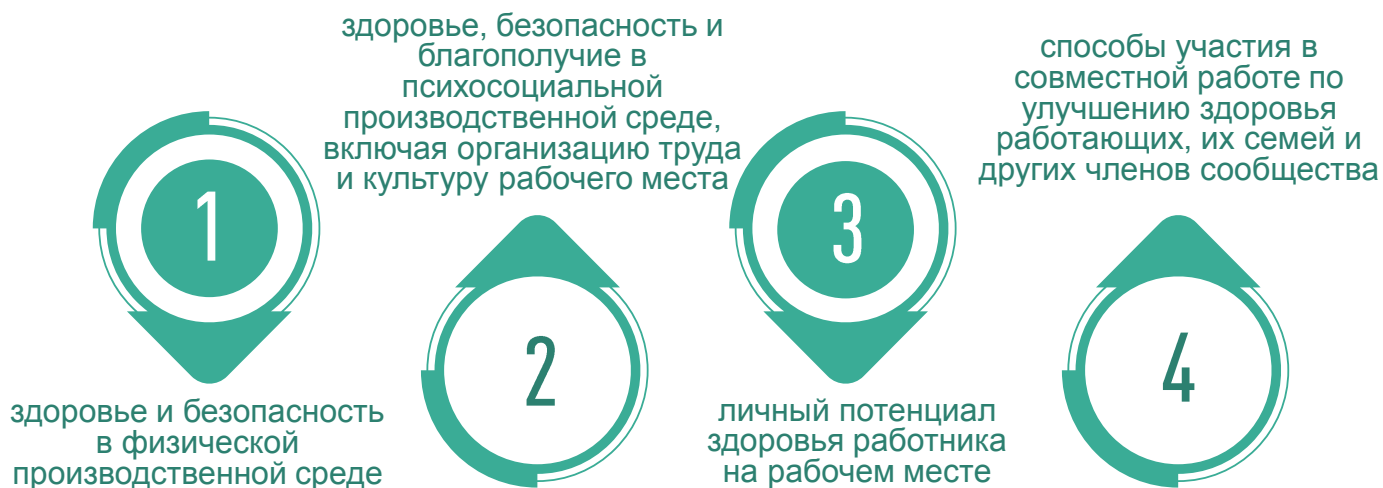 1
здоровье и безопасность
в физической
производственной среде
здоровье, безопасность и
благополучие в
психосоциальной
производственной среде,
включая организацию труда
и культуру рабочего места
2
3
личный потенциал
здоровья работника
на рабочем месте
способы участия в
совместной работе по
улучшению здоровья
работающих, их семей и
других членов сообщества
4